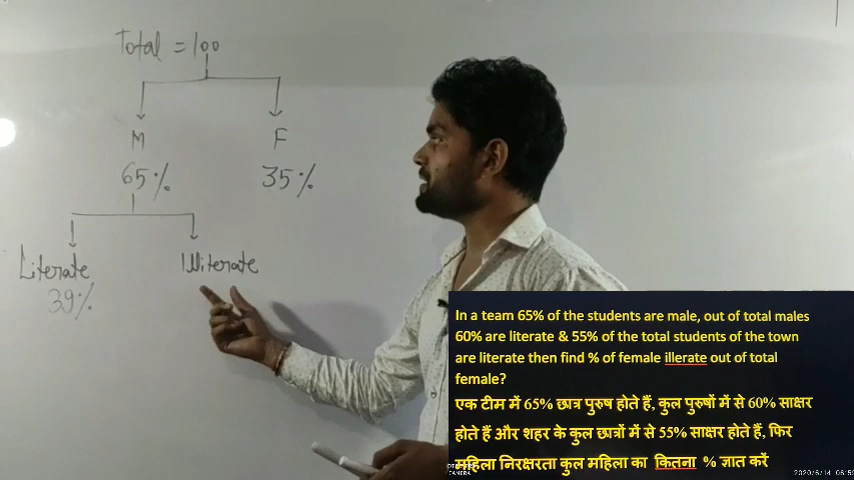 Total = 100
M F
65% 35%
Literate Illiterate
39%
In a team 65% of the students are male, out of total males
60% are literate & 55% of the total students of the town
are literate then find % of female illerate out of total
female?
एक टीम में 65% छात्र पुरुष होते हैं, कुल पुरुषों में से 60% साक्षर
होते हैं और शहर के कुल छात्रों में से 55% साक्षर होते हैं, फिर
महिला निरक्षरता कुल महिला का कितना % ज्ञात करें